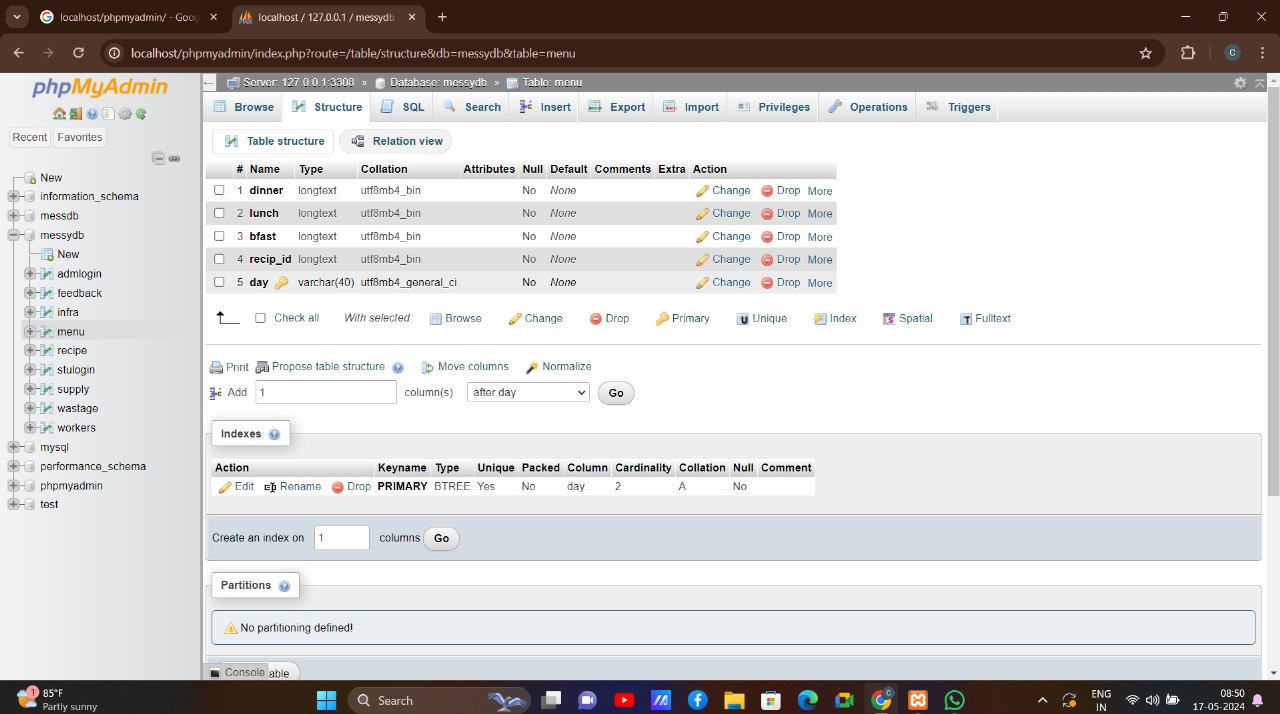 localhost/phpmyadmin/ - Goog
localhost / 127.0.0.1 / messydb
localhost/phpmyadmin/index.php?route=/table/structure&db=messydb&table=menu
C
phpMyAdmin
Recent Favorites
New
information_schema
messdb
messydb
New
admlogin
feedback
infra
menu
recipe
stulogin
supply
wastage
workers
mysql
performance_schema
phpmyadmin
test
Server: 127.0.0.1:3308 » Database: messydb » Table: menu
Browse Structure SQL Search Insert Export Import Privileges Operations Triggers
Table structure Relation view
# Name Type Collation Attributes Null Default Comments Extra Action
1 dinner longtext utf8mb4_bin No None Change Drop More
2 lunch longtext utf8mb4_bin No None Change Drop More
3 bfast longtext utf8mb4_bin No None Change Drop More
4 recip_id longtext utf8mb4_bin No None Change Drop More
5 day varchar(40) utf8mb4_general_ci No None Change Drop More
Check all With selected: Browse Change Drop Primary Unique Index Spatial Fulltext
Print Propose table structure Move columns Normalize
Add 1 column(s) after day Go
Indexes
Action Keyname Type Unique Packed Column Cardinality Collation Null Comment
Edit Rename Drop PRIMARY BTREE Yes No day 2 A No
Create an index on 1 columns Go
Partitions
No partitioning defined!
Console able
1 85°F
Partly sunny
Search
ENG
IN
08:50
17-05-2024